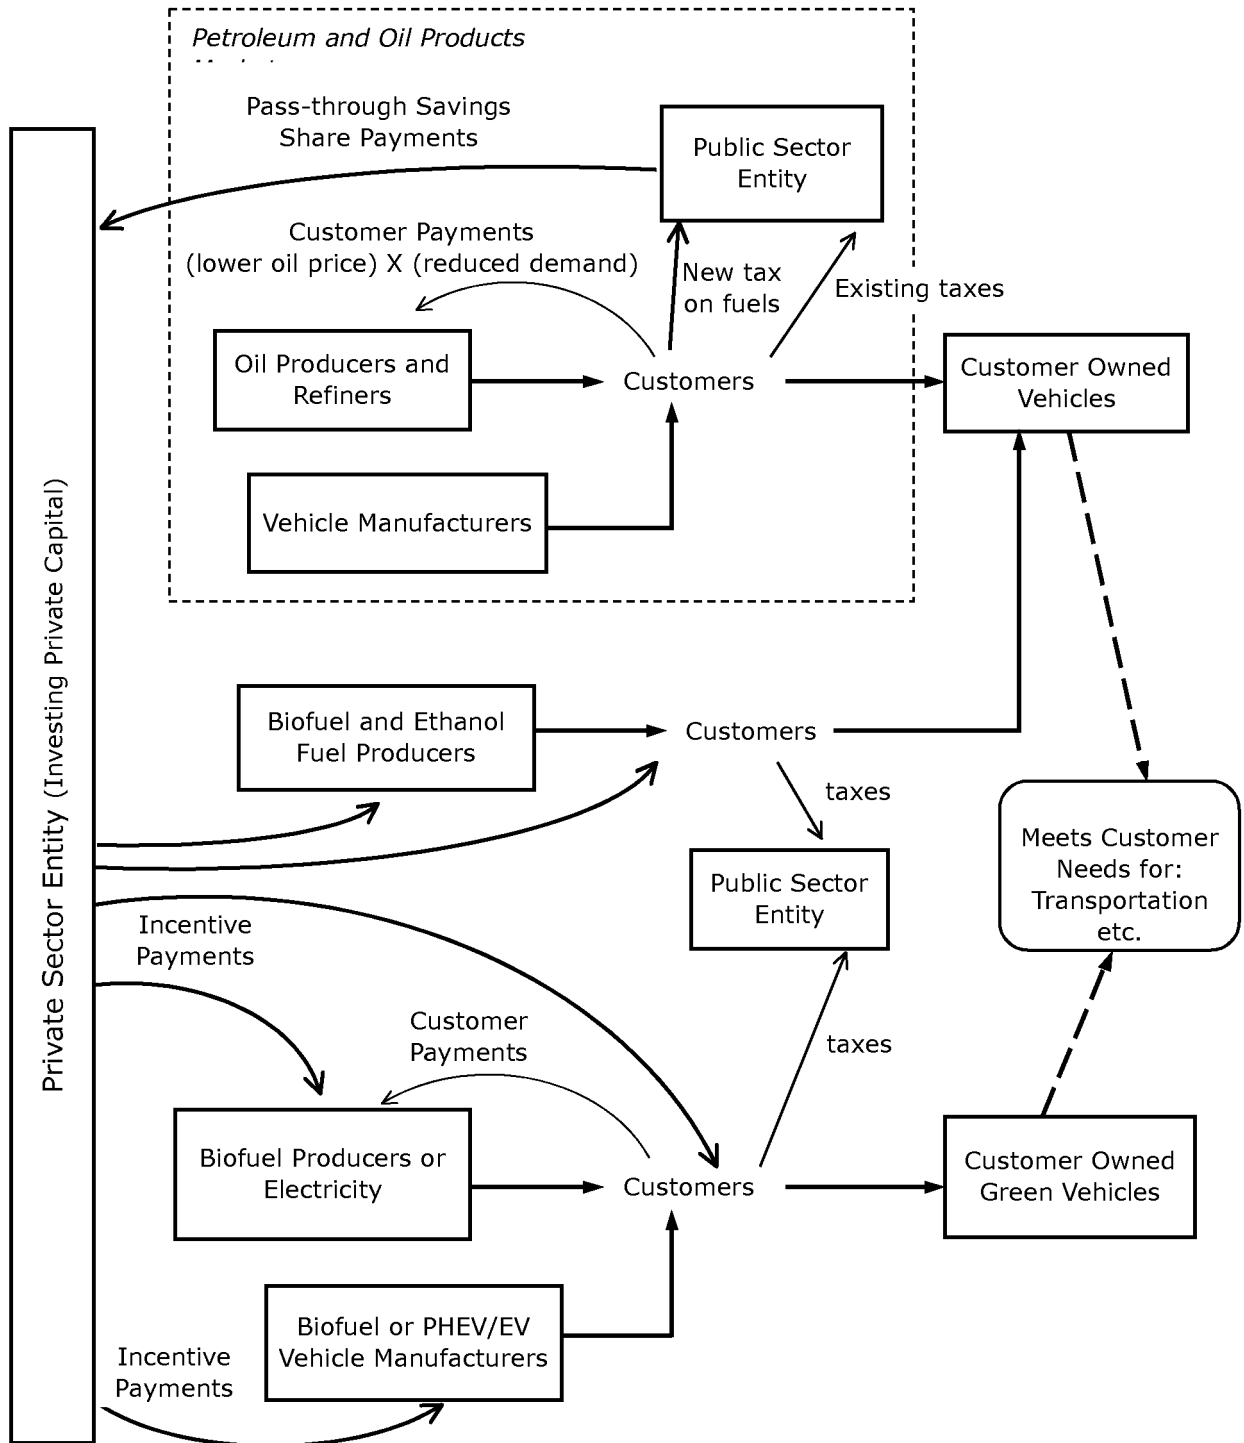 Petroleum and Oil Products
Pass-through Savings
Share Payments
Public Sector
Entity
Customer Payments
(lower oil price) X (reduced demand)
New tax
on fuels
Existing taxes
Oil Producers and
Refiners
Customers
Customer Owned
Vehicles
Vehicle Manufacturers
Private Sector Entity (Investing Private Capital)
Biofuel and Ethanol
Fuel Producers
Customers
taxes
Public Sector
Entity
Meets Customer
Needs for:
Transportation
etc.
Incentive
Payments
Customer
Payments
taxes
Biofuel Producers or
Electricity
Customers
Customer Owned
Green Vehicles
Biofuel or PHEV/EV
Vehicle Manufacturers
Incentive
Payments